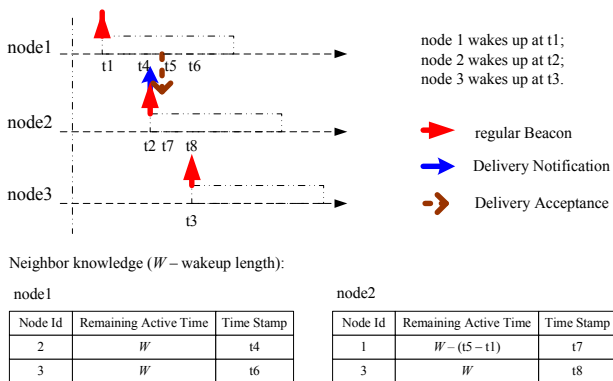 node1
t1 t4 t5 t6
node 1 wakes up at t1;
node 2 wakes up at t2;
node 3 wakes up at t3.
node2
t2 t7 t8
regular Beacon
Delivery Notification
node3
t3
Delivery Acceptance
Neighbor knowledge (W – wakeup length):
node1
Node Id Remaining Active Time Time Stamp
2 W t4
3 W t6
node2
Node Id Remaining Active Time Time Stamp
1 W – (t5 – t1) t7
3 W t8